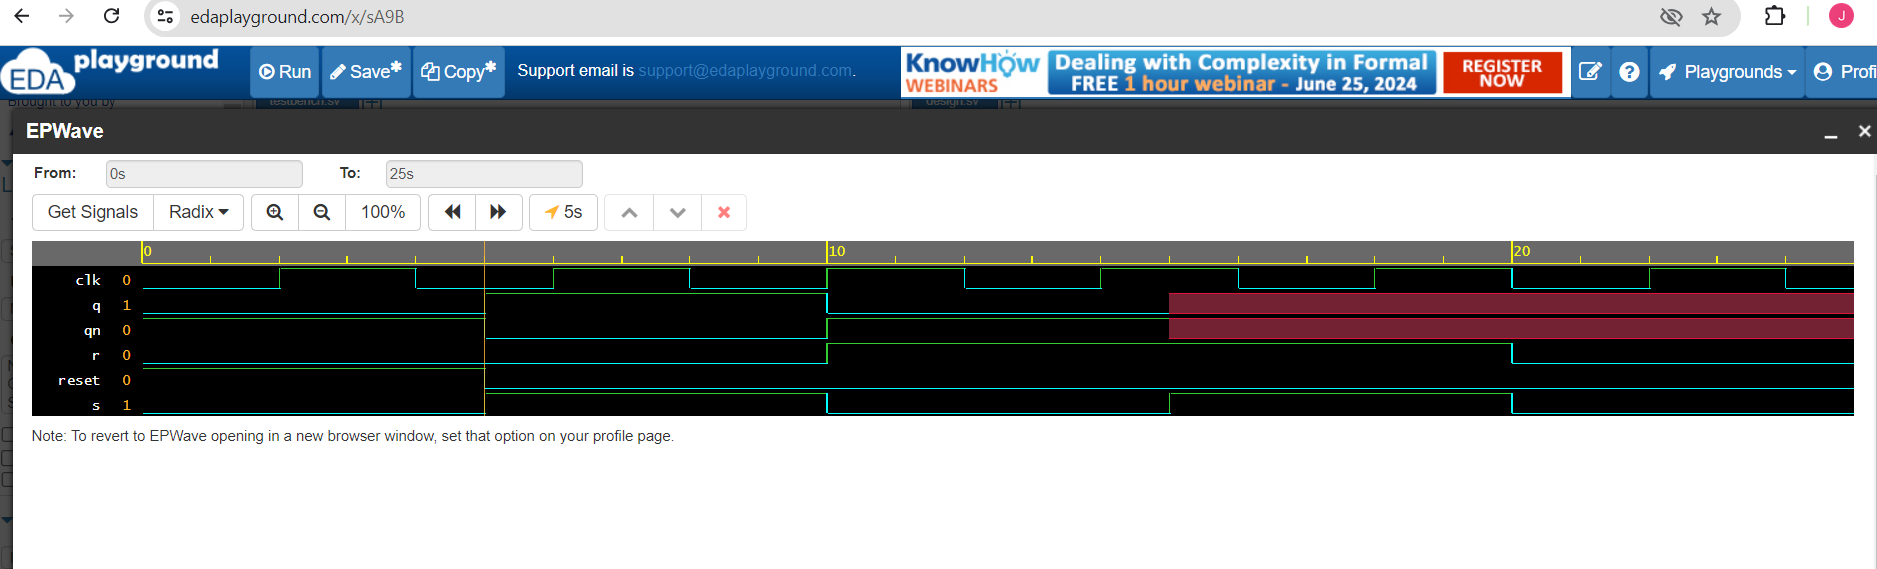 edaplayground.com/x/sA9B
J
EDA playground
Run
Save*
Copy*
Support email is support@edaplayground.com.
KnowHow WEBINARS
Dealing with Complexity in Formal
FREE 1 hour webinar - June 25, 2024
REGISTER NOW
Playgrounds
Profi
Brought to you by
testbench.sv
design.sv
EPWave
From: 0s To: 25s
Get Signals Radix 100% 5s
0 10 20
clk 0
q 1
qn 0
r 0
reset 0
s 1
Note: To revert to EPWave opening in a new browser window, set that option on your profile page.